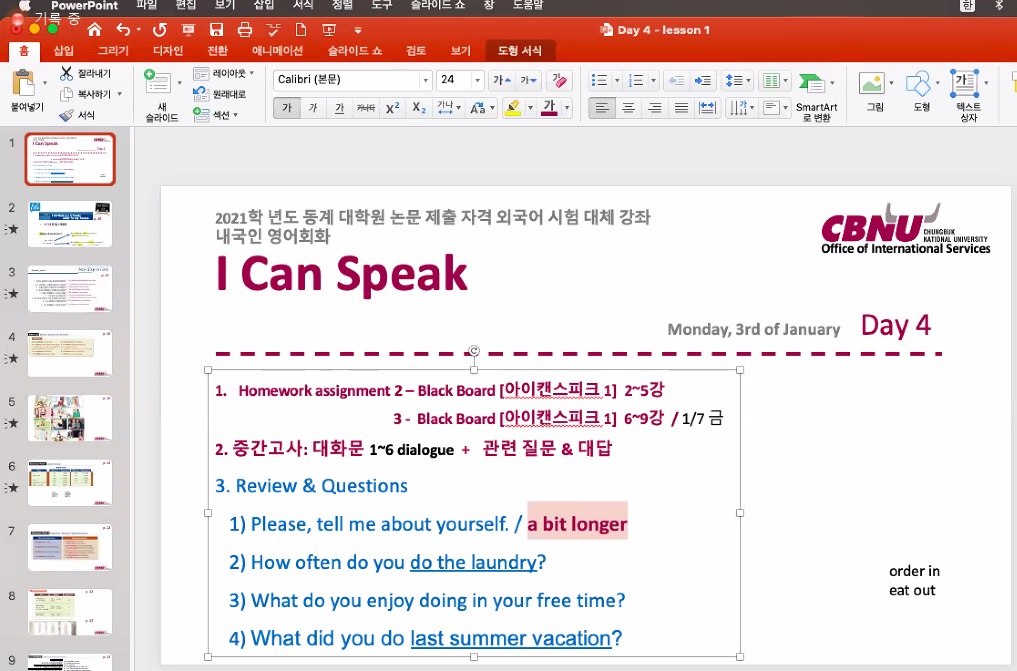 PowerPoint 파일 편집 보기 삽입 서식 정렬 도구 슬라이드 쇼 창 도움말 한
기록 중
Day 4 - lesson 1
홈 삽입 그리기 디자인 전환 애니메이션 슬라이드 쇼 검토 보기 도형 서식
붙여넣기 잘라내기 복사하기 서식
새 슬라이드 레이아웃 원래대로 섹션
Calibri (본문) 24
SmartArt로 변환 그림 도형 텍스트 상자
1
2
3
4
5
6
7
8
9
2021학 년도 동계 대학원 논문 제출 자격 외국어 시험 대체 강좌
내국인 영어회화
I Can Speak
CBNU CHUNGBUK NATIONAL UNIVERSITY
Office of International Services
Monday, 3rd of January Day 4
1. Homework assignment 2 – Black Board [아이캔스피크 1] 2~5강
3 - Black Board [아이캔스피크 1] 6~9강 / 1/7 금
2. 중간고사: 대화문 1~6 dialogue + 관련 질문 & 대답
3. Review & Questions
1) Please, tell me about yourself. / a bit longer
2) How often do you do the laundry?
3) What do you enjoy doing in your free time?
4) What did you do last summer vacation?
order in
eat out